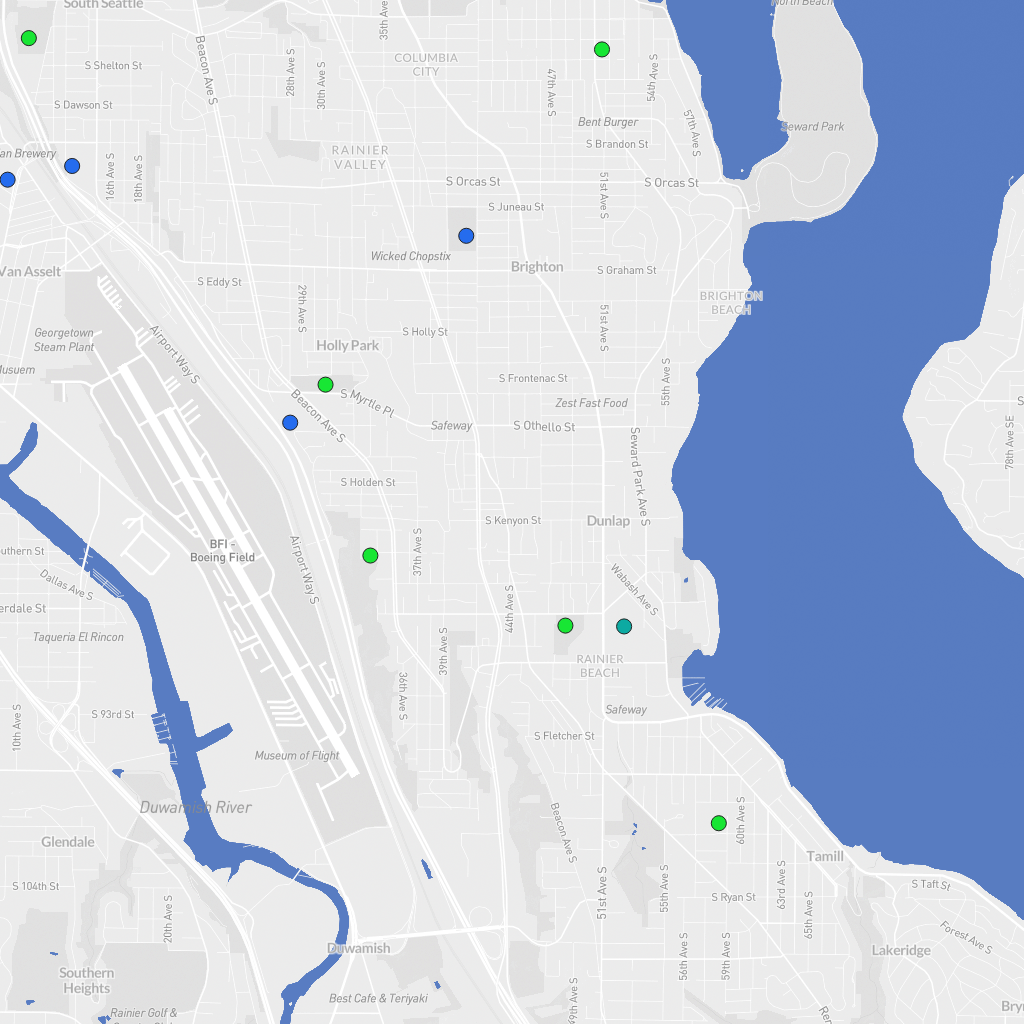 South Seattle
North Beach
35th Ave S
Beacon Ave S
28th Ave S
30th Ave S
COLUMBIA
CITY
47th Ave S
54th Ave S
S Shelton St
S Dawson St
57th Ave S
Bent Burger
Seward Park
S Brandon St
an Brewery
16th Ave S
18th Ave S
RAINIER
VALLEY
S Orcas St
51st Ave S
S Orcas St
S Juneau St
Wicked Chopstix
Brighton
S Graham St
Van Asselt
S Eddy St
29th Ave S
BRIGHTON
BEACH
51st Ave S
Georgetown
Steam Plant
Airport Way S
S Holly St
Holly Park
Musuem
S Frontenac St
55th Ave S
S Myrtle Pl
Beacon Ave S
Zest Fast Food
S
Safeway
S Othello St
78th Ave SE
Seward Park Ave S
S Holden St
S Kenyon St
Dunlap
BFI -
Boeing Field
37th Ave S
Airport Way S
outhern St
Dallas Ave S
Wabash Ave S
44th Ave S
erdale St
Taqueria El Rincon
39th Ave S
RAINIER
BEACH
36th Ave S
10th Ave S
S 93rd St
Safeway
S Fletcher St
Museum of Flight
Duwamish River
Beacon Ave S
60th Ave S
Glendale
Tamill
S 104th St
20th Ave S
51st Ave S
55th Ave S
63rd Ave S
S Ryan St
65th Ave S
S Taft St
Forest Ave S
Duwamish
56th Ave S
59th Ave S
Lakeridge
Southern
Heights
Best Cafe & Teriyaki
49th Ave S
Rainier Golf &
Ren
Bry